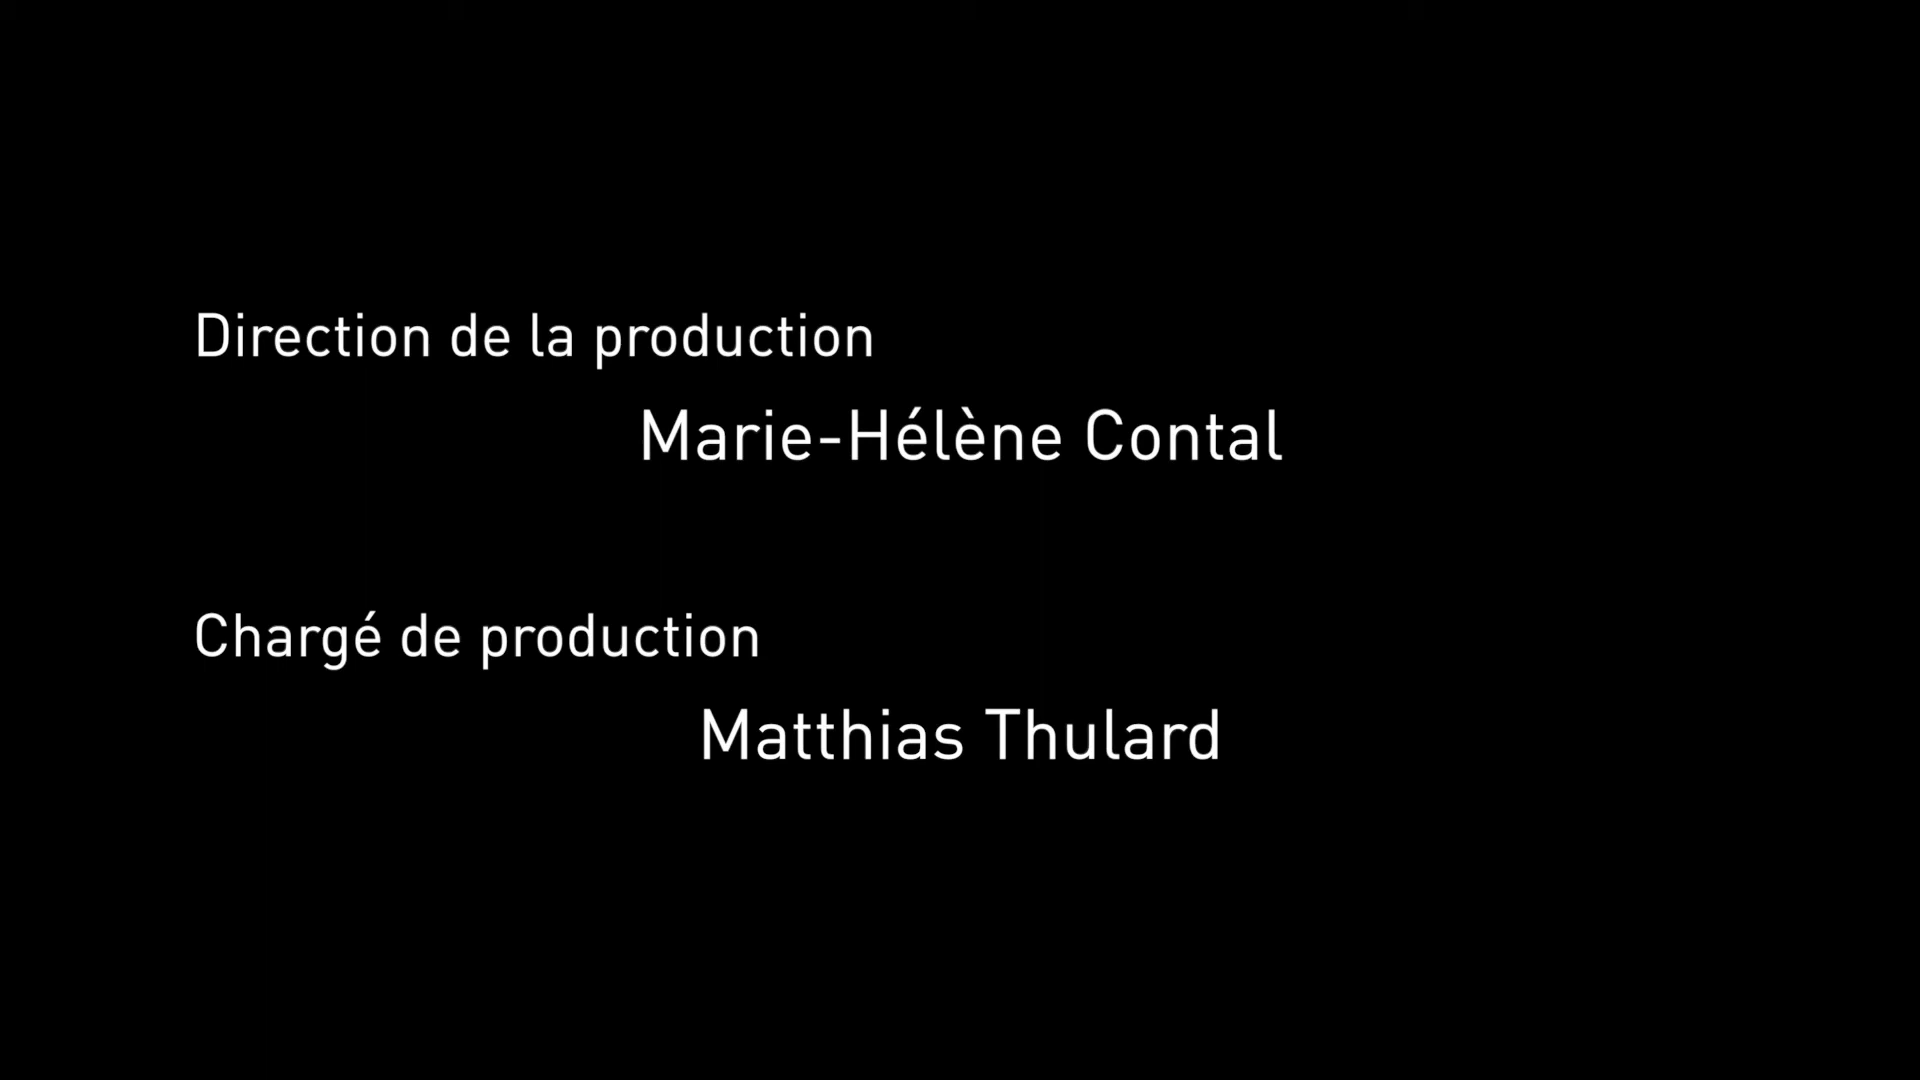 Direction de la production
Marie-Hélène Contal
Chargé de production
Matthias Thulard